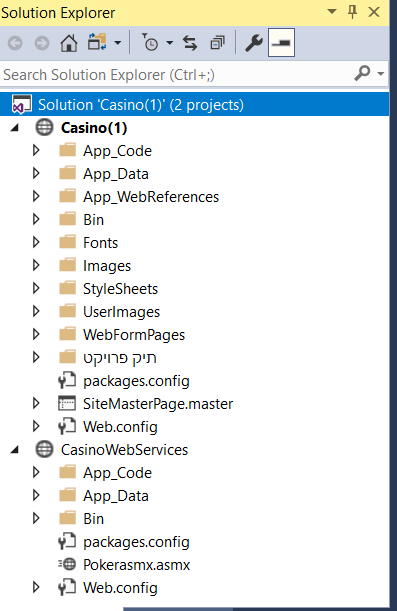 Solution Explorer
Search Solution Explorer (Ctrl+;)
Solution 'Casino(1)' (2 projects)
Casino(1)
App_Code
App_Data
App_WebReferences
Bin
Fonts
Images
StyleSheets
UserImages
WebFormPages
תיק פרויקט
packages.config
SiteMasterPage.master
Web.config
CasinoWebServices
App_Code
App_Data
Bin
packages.config
Pokerasmx.asmx
Web.config